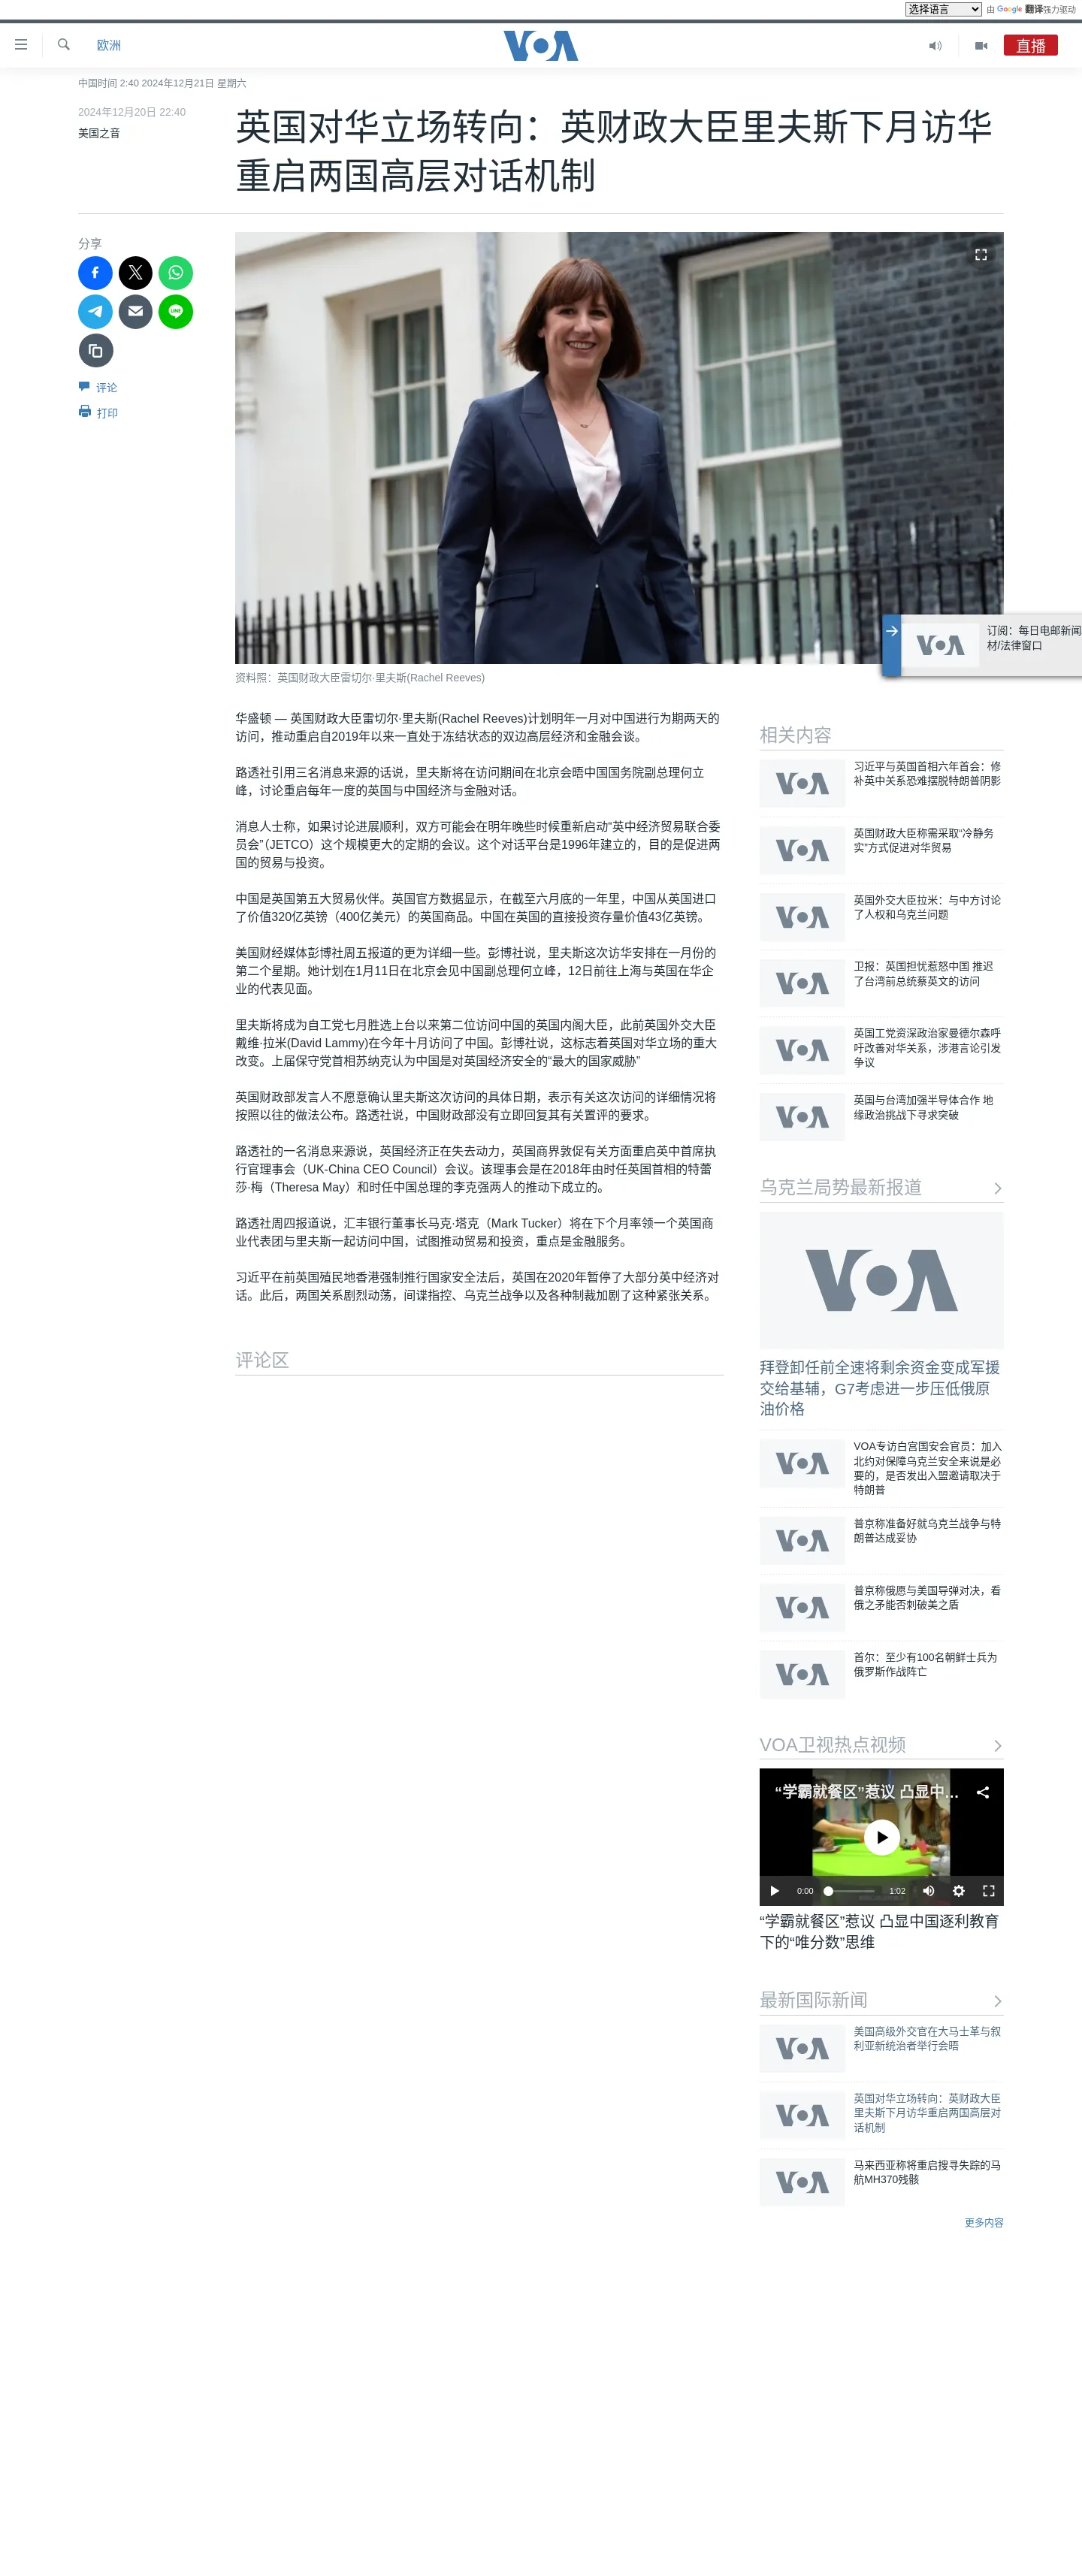 选择语言
由 Google 翻译强力驱动
欧洲
VOA
直播
中国时间 2:40 2024年12月21日 星期六
2024年12月20日 22:40
美国之音
英国对华立场转向：英财政大臣里夫斯下月访华
重启两国高层对话机制
分享
评论
打印
资料照：英国财政大臣雷切尔·里夫斯(Rachel Reeves)
VOA
订阅：每日电邮新闻
材/法律窗口
华盛顿 — 英国财政大臣雷切尔·里夫斯(Rachel Reeves)计划明年一月对中国进行为期两天的
访问，推动重启自2019年以来一直处于冻结状态的双边高层经济和金融会谈。
路透社引用三名消息来源的话说，里夫斯将在访问期间在北京会晤中国国务院副总理何立
峰，讨论重启每年一度的英国与中国经济与金融对话。
消息人士称，如果讨论进展顺利，双方可能会在明年晚些时候重新启动“英中经济贸易联合委
员会”（JETCO）这个规模更大的定期的会议。这个对话平台是1996年建立的，目的是促进两
国的贸易与投资。
中国是英国第五大贸易伙伴。英国官方数据显示，在截至六月底的一年里，中国从英国进口
了价值320亿英镑（400亿美元）的英国商品。中国在英国的直接投资存量价值43亿英镑。
美国财经媒体彭博社周五报道的更为详细一些。彭博社说，里夫斯这次访华安排在一月份的
第二个星期。她计划在1月11日在北京会见中国副总理何立峰，12日前往上海与英国在华企
业的代表见面。
里夫斯将成为自工党七月胜选上台以来第二位访问中国的英国内阁大臣，此前英国外交大臣
戴维·拉米(David Lammy)在今年十月访问了中国。彭博社说，这标志着英国对华立场的重大
改变。上届保守党首相苏纳克认为中国是对英国经济安全的“最大的国家威胁”
英国财政部发言人不愿意确认里夫斯这次访问的具体日期，表示有关这次访问的详细情况将
按照以往的做法公布。路透社说，中国财政部没有立即回复其有关置评的要求。
路透社的一名消息来源说，英国经济正在失去动力，英国商界敦促有关方面重启英中首席执
行官理事会（UK-China CEO Council）会议。该理事会是在2018年由时任英国首相的特蕾
莎·梅（Theresa May）和时任中国总理的李克强两人的推动下成立的。
路透社周四报道说，汇丰银行董事长马克·塔克（Mark Tucker）将在下个月率领一个英国商
业代表团与里夫斯一起访问中国，试图推动贸易和投资，重点是金融服务。
习近平在前英国殖民地香港强制推行国家安全法后，英国在2020年暂停了大部分英中经济对
话。此后，两国关系剧烈动荡，间谍指控、乌克兰战争以及各种制裁加剧了这种紧张关系。
评论区
相关内容
VOA
习近平与英国首相六年首会：修
补英中关系恐难摆脱特朗普阴影
VOA
英国财政大臣称需采取“冷静务
实”方式促进对华贸易
VOA
英国外交大臣拉米：与中方讨论
了人权和乌克兰问题
VOA
卫报：英国担忧惹怒中国 推迟
了台湾前总统蔡英文的访问
VOA
英国工党资深政治家曼德尔森呼
吁改善对华关系，涉港言论引发
争议
VOA
英国与台湾加强半导体合作 地
缘政治挑战下寻求突破
乌克兰局势最新报道
VOA
拜登卸任前全速将剩余资金变成军援
交给基辅，G7考虑进一步压低俄原
油价格
VOA
VOA专访白宫国安会官员：加入
北约对保障乌克兰安全来说是必
要的，是否发出入盟邀请取决于
特朗普
VOA
普京称准备好就乌克兰战争与特
朗普达成妥协
VOA
普京称俄愿与美国导弹对决，看
俄之矛能否刺破美之盾
VOA
首尔：至少有100名朝鲜士兵为
俄罗斯作战阵亡
VOA卫视热点视频
“学霸就餐区”惹议 凸显中...
0:00
1:02
“学霸就餐区”惹议 凸显中国逐利教育
下的“唯分数”思维
最新国际新闻
VOA
美国高级外交官在大马士革与叙
利亚新统治者举行会晤
VOA
英国对华立场转向：英财政大臣
里夫斯下月访华重启两国高层对
话机制
VOA
马来西亚称将重启搜寻失踪的马
航MH370残骸
更多内容